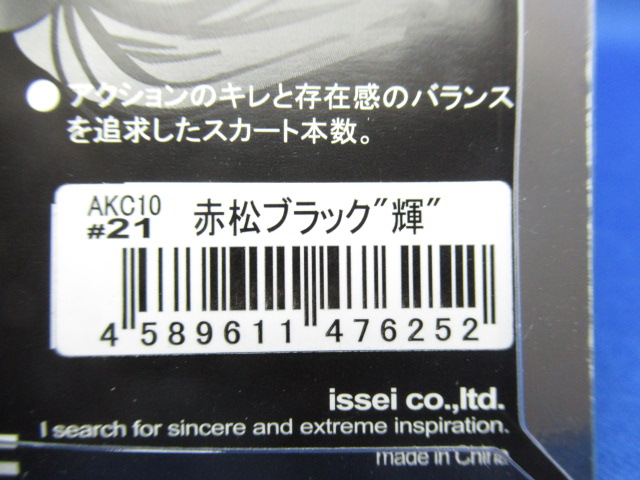 ● アクションのキレと存在感のバランス
を追求したスカート本数。
AKC10 赤松ブラック"輝"
#21
4 589611 476252
issei co.,ltd.
I search for sincere and extreme inspiration.
made in China